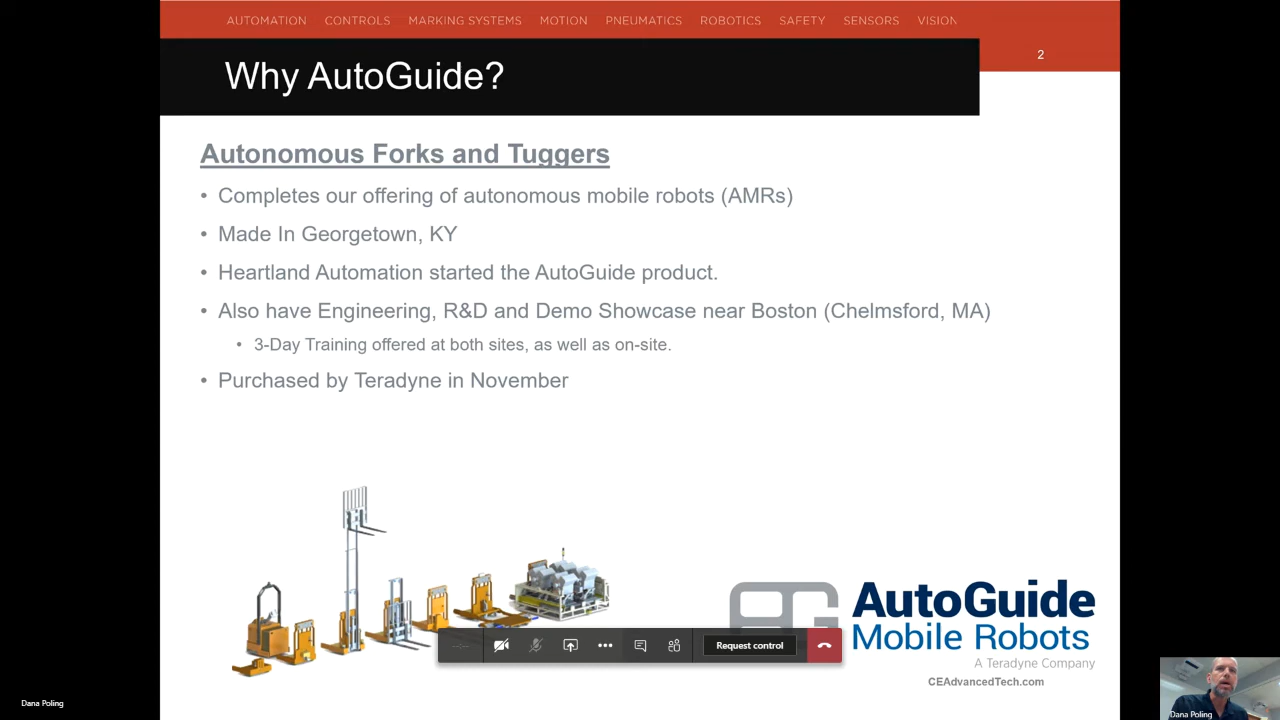 AUTOMATION CONTROLS MARKING SYSTEMS MOTION PNEUMATICS ROBOTICS SAFETY SENSORS VISION
2
Why AutoGuide?
Autonomous Forks and Tuggers
• Completes our offering of autonomous mobile robots (AMRs)
• Made In Georgetown, KY
• Heartland Automation started the AutoGuide product.
• Also have Engineering, R&D and Demo Showcase near Boston (Chelmsford, MA)
• 3-Day Training offered at both sites, as well as on-site.
• Purchased by Teradyne in November
AutoGuide
Mobile Robots
A Teradyne Company
CEAdvancedTech.com
Request control
Dana Poling
Dana Poling